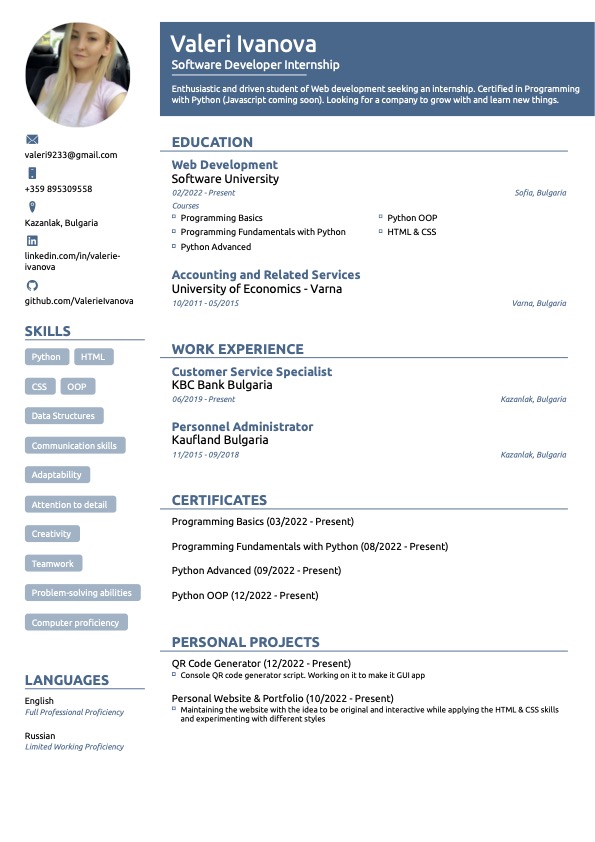 Valeri Ivanova
Software Developer Internship
Enthusiastic and driven student of Web development seeking an internship. Certified in Programming
with Python (Javascript coming soon). Looking for a company to grow with and learn new things.
valeri9233@gmail.com
+359 895309558
Kazanlak, Bulgaria
linkedin.com/in/valerie-
ivanova
github.com/ValerieIvanova
SKILLS
Python HTML
CSS OOP
Data Structures
Communication skills
Adaptability
Attention to detail
Creativity
Teamwork
Problem-solving abilities
Computer proficiency
LANGUAGES
English
Full Professional Proficiency
Russian
Limited Working Proficiency
EDUCATION
Web Development
Software University
02/2022 - Present Sofia, Bulgaria
Courses
Programming Basics Python OOP
Programming Fundamentals with Python HTML & CSS
Python Advanced
Accounting and Related Services
University of Economics - Varna
10/2011 - 05/2015 Varna, Bulgaria
WORK EXPERIENCE
Customer Service Specialist
KBC Bank Bulgaria
06/2019 - Present Kazanlak, Bulgaria
Personnel Administrator
Kaufland Bulgaria
11/2015 - 09/2018 Kazanlak, Bulgaria
CERTIFICATES
Programming Basics (03/2022 - Present)
Programming Fundamentals with Python (08/2022 - Present)
Python Advanced (09/2022 - Present)
Python OOP (12/2022 - Present)
PERSONAL PROJECTS
QR Code Generator (12/2022 - Present)
Console QR code generator script. Working on it to make it GUI app
Personal Website & Portfolio (10/2022 - Present)
Maintaining the website with the idea to be original and interactive while applying the HTML & CSS skills
and experimenting with different styles